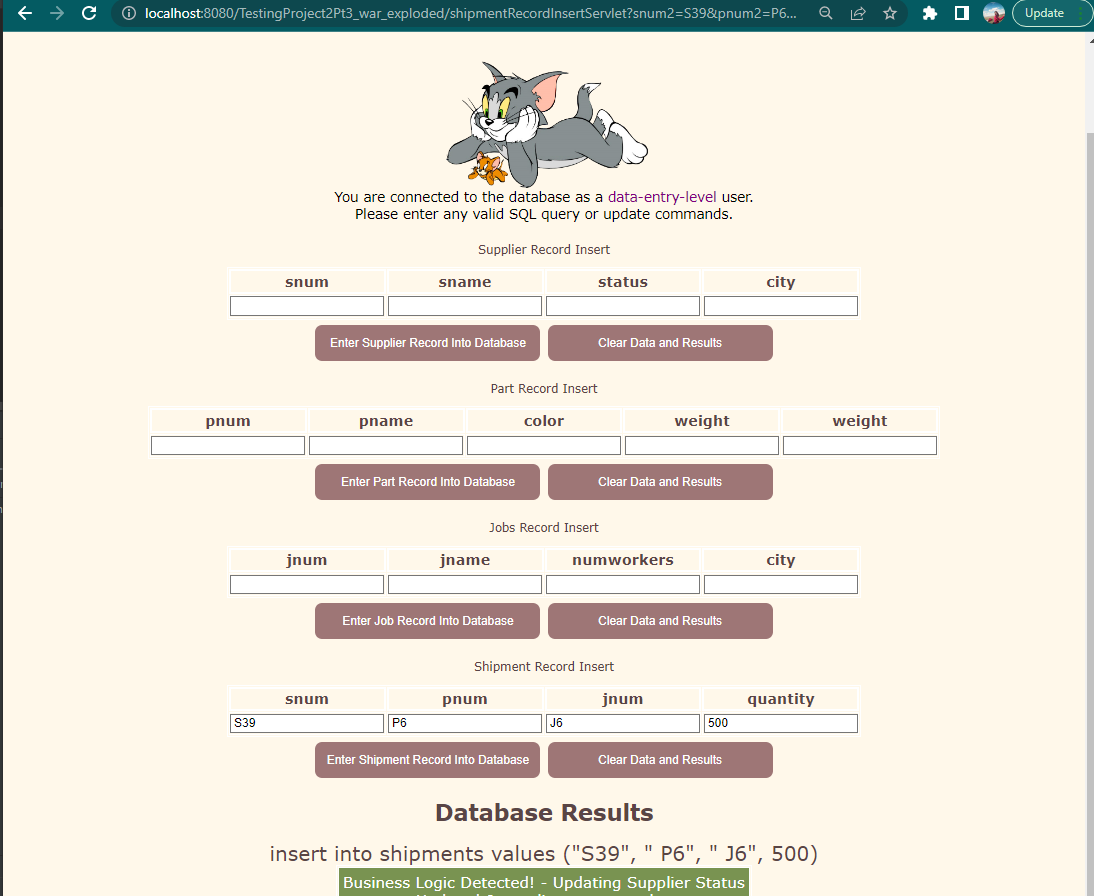 localhost:8080/TestingProject2Pt3_war_exploded/shipmentRecordInsertServlet?snum2=S39&pnum2=P6...
Update
You are connected to the database as a data-entry-level user.
Please enter any valid SQL query or update commands.
Supplier Record Insert
snum sname status city
Enter Supplier Record Into Database Clear Data and Results
Part Record Insert
pnum pname color weight weight
Enter Part Record Into Database Clear Data and Results
Jobs Record Insert
jnum jname numworkers city
Enter Job Record Into Database Clear Data and Results
Shipment Record Insert
snum pnum jnum quantity
S39 P6 J6 500
Enter Shipment Record Into Database Clear Data and Results
Database Results
insert into shipments values ("S39", " P6", " J6", 500)
Business Logic Detected! - Updating Supplier Status